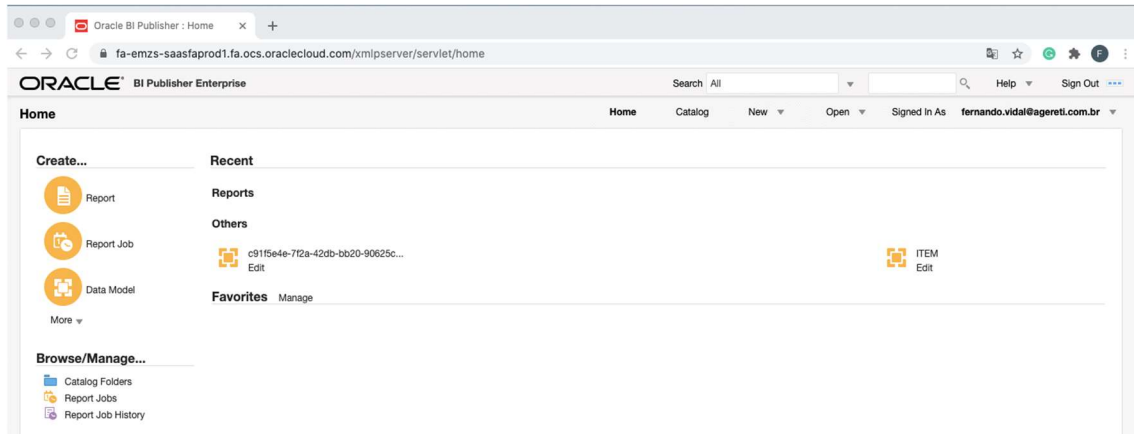 Oracle BI Publisher : Home
fa-emzs-saasfaprod1.fa.ocs.oraclecloud.com/xmlpserver/servlet/home
F
ORACLE BI Publisher Enterprise Search All Help Sign Out
Home Home Catalog New Open Signed In As fernando.vidal@agereti.com.br
Create...
Report
Report Job
Data Model
More
Browse/Manage...
Catalog Folders
Report Jobs
Report Job History
Recent
Reports
Others
c91f5e4e-7f2a-42db-bb20-90625c...
Edit
ITEM
Edit
Favorites Manage